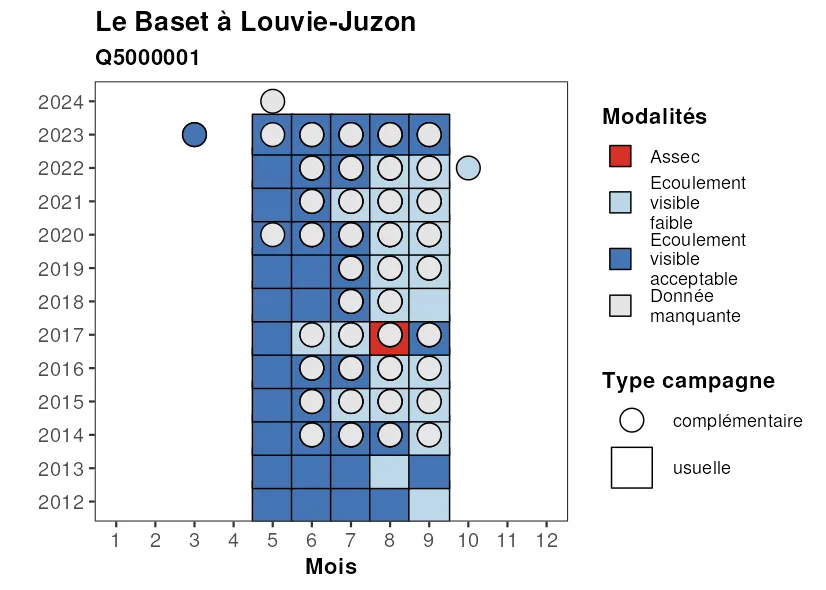 Le Baset à Louvie-Juzon
Q5000001
2024
2023
2022
2021
2020
2019
2018
2017
2016
2015
2014
2013
2012
1 2 3 4 5 6 7 8 9 10 11 12
Mois
Modalités
Assec
Ecoulement
visible
faible
Ecoulement
visible
acceptable
Donnée
manquante
Type campagne
complémentaire
usuelle